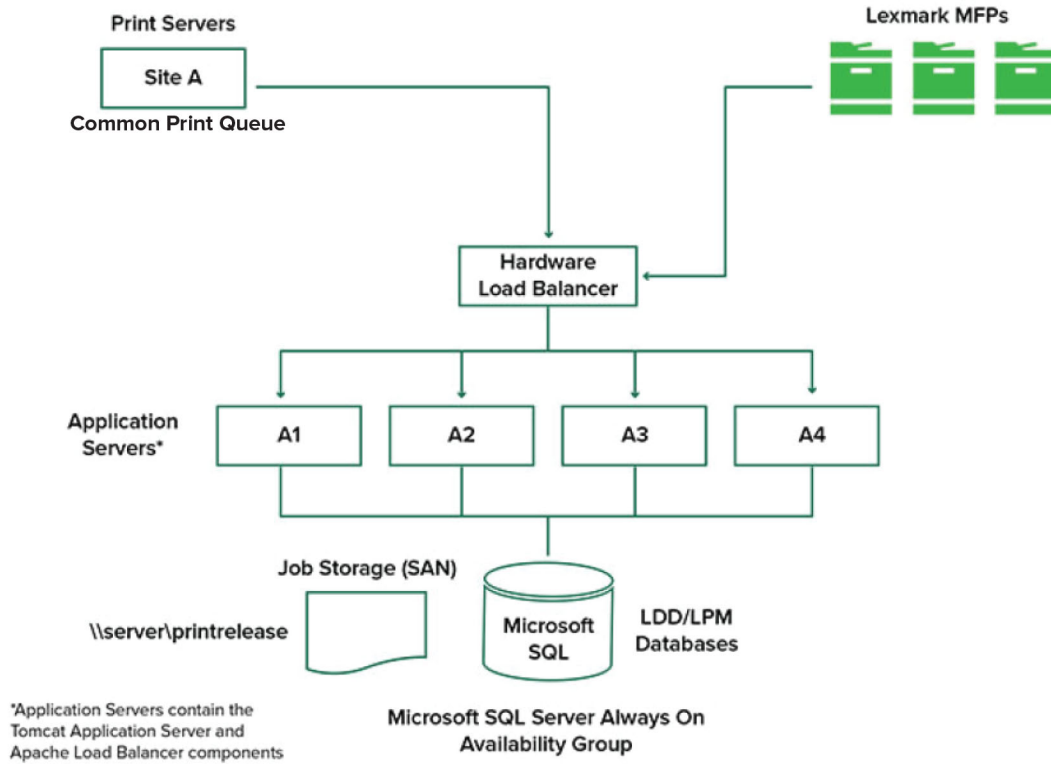 Print Servers
Site A
Common Print Queue
Lexmark MFPs
Hardware
Load Balancer
Application
Servers*
A1
A2
A3
A4
Job Storage (SAN)
\\server\printrelease
Microsoft
SQL
LDD/LPM
Databases
*Application Servers contain the
Tomcat Application Server and
Apache Load Balancer components
Microsoft SQL Server Always On
Availability Group